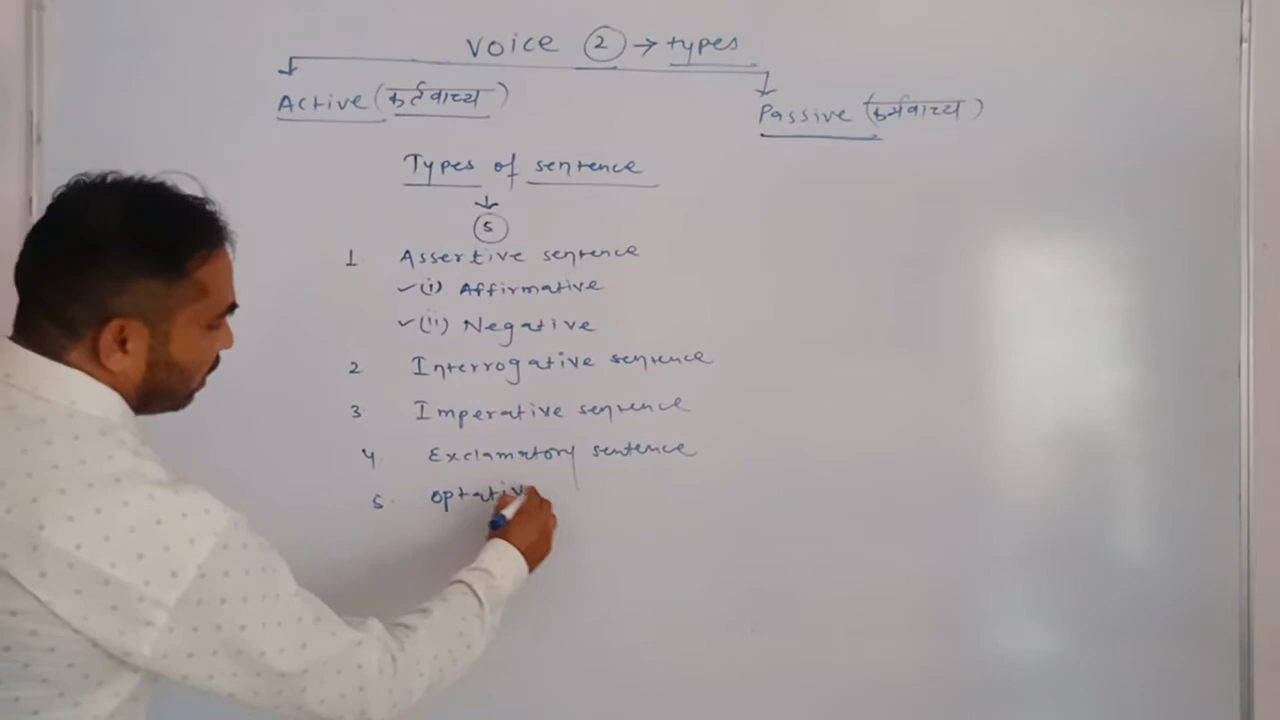 Voice 2 → types
Active (कर्तवाच्य)
Passive (कर्मवाच्य)
Types of sentence
5
1 Assertive sentence
✓(i) Affirmative
✓(ii) Negative
2 Interrogative sentence
3 Imperative sentence
4 Exclamatory sentence
5. Optativ